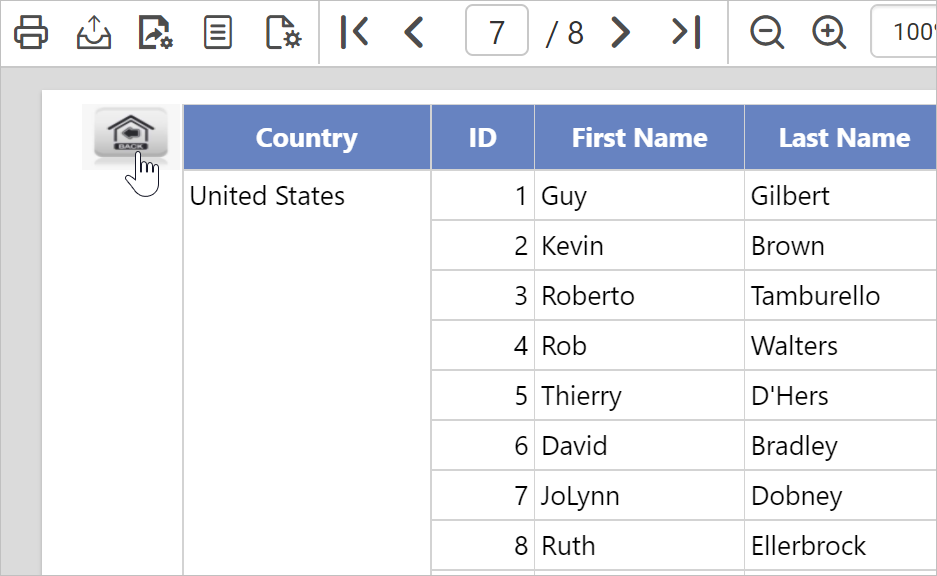 7 / 8 100%
BACK Country ID First Name Last Name
United States 1 Guy Gilbert
2 Kevin Brown
3 Roberto Tamburello
4 Rob Walters
5 Thierry D'Hers
6 David Bradley
7 JoLynn Dobney
8 Ruth Ellerbrock